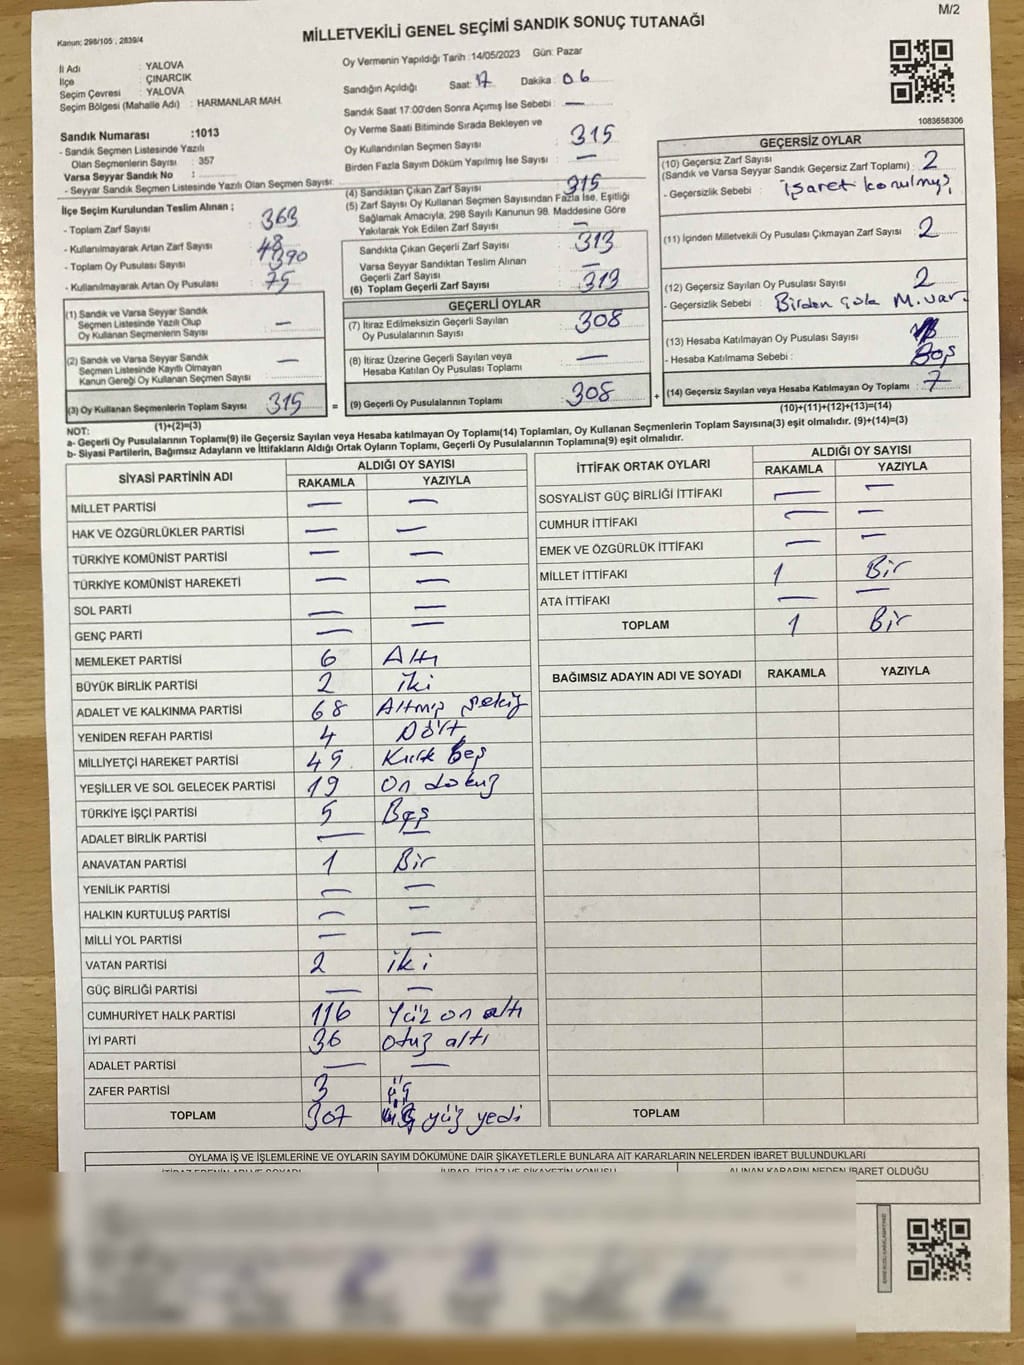 M/2
Kanun: 298/105 , 2839/4
MİLLETVEKİLİ GENEL SEÇİMİ SANDIK SONUÇ TUTANAĞI
İl Adı : YALOVA
İlçe : ÇINARCIK
Seçim Çevresi : YALOVA
Seçim Bölgesi (Mahalle Adı) : HARMANLAR MAH.
Sandık Numarası :1013
- Sandık Seçmen Listesinde Yazılı
Olan Seçmenlerin Sayısı : 357
Varsa Seyyar Sandık No :
- Seyyar Sandık Seçmen Listesinde Yazılı Olan Seçmen Sayısı:
Oy Vermenin Yapıldığı Tarih :14/05/2023 Gün: Pazar
Sandığın Açıldığı Saat: 17 Dakika : 06
Sandık Saat 17:00'den Sonra Açmış İse Sebebi : —
Oy Verme Saati Bitiminde Sırada Bekleyen ve
Oy Kullandırılan Seçmen Sayısı : 315
Birden Fazla Sayım Döküm Yapılmış İse Sayısı : —
(4) Sandıktan Çıkan Zarf Sayısı : 315
(5) Zarf Sayısı Oy Kullanan Seçmen Sayısından Fazla İse, Eşitliği
Sağlamak Amacıyla, 298 Sayılı Kanunun 98. Maddesine Göre
Yakılarak Yok Edilen Zarf Sayısı : —
1083658306
İlçe Seçim Kurulundan Teslim Alınan ;
- Toplam Zarf Sayısı : 363
- Kullanılmayarak Artan Zarf Sayısı : 48
- Toplam Oy Pusulası Sayısı : 390
- Kullanılmayarak Artan Oy Pusulası : 75
Sandıkta Çıkan Geçerli Zarf Sayısı : 313
Varsa Seyyar Sandıktan Teslim Alınan
Geçerli Zarf Sayısı : —
(6) Toplam Geçerli Zarf Sayısı : 313
GEÇERSİZ OYLAR
(10) Geçersiz Zarf Sayısı
(Sandık ve Varsa Seyyar Sandık Geçersiz Zarf Toplamı) : 2
- Geçersizlik Sebebi : işaret konulmuş
(11) İçinden Milletvekili Oy Pusulası Çıkmayan Zarf Sayısı : 2
(12) Geçersiz Sayılan Oy Pusulası Sayısı : 2
- Geçersizlik Sebebi : Birden çok M. var.
(13) Hesaba Katılmayan Oy Pusulası Sayısı :
- Hesaba Katılmama Sebebi : Boş
(14) Geçersiz Sayılan veya Hesaba Katılmayan Oy Toplamı : 7
(10)+(11)+(12)+(13)=(14)
(1) Sandık ve Varsa Seyyar Sandık
Seçmen Listesinde Yazılı Olup
Oy Kullanan Seçmenlerin Sayısı : —
(2) Sandık ve Varsa Seyyar Sandık
Seçmen Listesinde Kayıtlı Olmayan
Kanun Gereği Oy Kullanan Seçmen Sayısı : —
(3) Oy Kullanan Seçmenlerin Toplam Sayısı : 315
(1)+(2)=(3)
GEÇERLİ OYLAR
(7) İtiraz Edilmeksizin Geçerli Sayılan
Oy Pusulalarının Sayısı : 308
(8) İtiraz Üzerine Geçerli Sayılan veya
Hesaba Katılan Oy Pusulası Toplamı : —
= (9) Geçerli Oy Pusulalarının Toplamı : 308 +
NOT:
a- Geçerli Oy Pusulalarının Toplamı(9) ile Geçersiz Sayılan veya Hesaba katılmayan Oy Toplamı(14) Toplamları, Oy Kullanan Seçmenlerin Toplam Sayısına(3) eşit olmalıdır. (9)+(14)=(3)
b- Siyasi Partilerin, Bağımsız Adayların ve İttifakların Aldığı Ortak Oyların Toplamı, Geçerli Oy Pusulalarının Toplamına(9) eşit olmalıdır.
SİYASİ PARTİNİN ADI ALDIĞI OY SAYISI
RAKAMLA YAZIYLA
MİLLET PARTİSİ — —
HAK VE ÖZGÜRLÜKLER PARTİSİ — —
TÜRKİYE KOMÜNİST PARTİSİ — —
TÜRKİYE KOMÜNİST HAREKETİ — —
SOL PARTİ — —
GENÇ PARTİ — —
MEMLEKET PARTİSİ 6 Altı
BÜYÜK BİRLİK PARTİSİ 2 iki
ADALET VE KALKINMA PARTİSİ 68 Altmış sekiz
YENİDEN REFAH PARTİSİ 4 Dört
MİLLİYETÇİ HAREKET PARTİSİ 45 Kırk Beş
YEŞİLLER VE SOL GELECEK PARTİSİ 19 on dokuz
TÜRKİYE İŞÇİ PARTİSİ 5 Beş
ADALET BİRLİK PARTİSİ — —
ANAVATAN PARTİSİ 1 Bir
YENİLİK PARTİSİ — —
HALKIN KURTULUŞ PARTİSİ — —
MİLLİ YOL PARTİSİ — —
VATAN PARTİSİ 2 iki
GÜÇ BİRLİĞİ PARTİSİ — —
CUMHURİYET HALK PARTİSİ 116 Yüz on altı
İYİ PARTİ 36 otuz altı
ADALET PARTİSİ — —
ZAFER PARTİSİ 3 üç
TOPLAM 307 üç yüz yedi
İTTİFAK ORTAK OYLARI ALDIĞI OY SAYISI
RAKAMLA YAZIYLA
SOSYALİST GÜÇ BİRLİĞİ İTTİFAKI — —
CUMHUR İTTİFAKI — —
EMEK VE ÖZGÜRLÜK İTTİFAKI — —
MİLLET İTTİFAKI 1 Bir
ATA İTTİFAKI — —
TOPLAM 1 Bir
BAĞIMSIZ ADAYIN ADI VE SOYADI RAKAMLA YAZIYLA
TOPLAM
OYLAMA İŞ VE İŞLEMLERİNE VE OYLARIN SAYIM DÖKÜMÜNE DAİR ŞİKAYETLERLE BUNLARA AİT KARARLARIN NELERDEN İBARET BULUNDUKLARI
İTİRAZ EDENİN ADI VE SOYADI İHBAR, İTİRAZ VE ŞİKAYETİN KONUSU ALINAN KARARIN NEDEN İBARET OLDUĞU